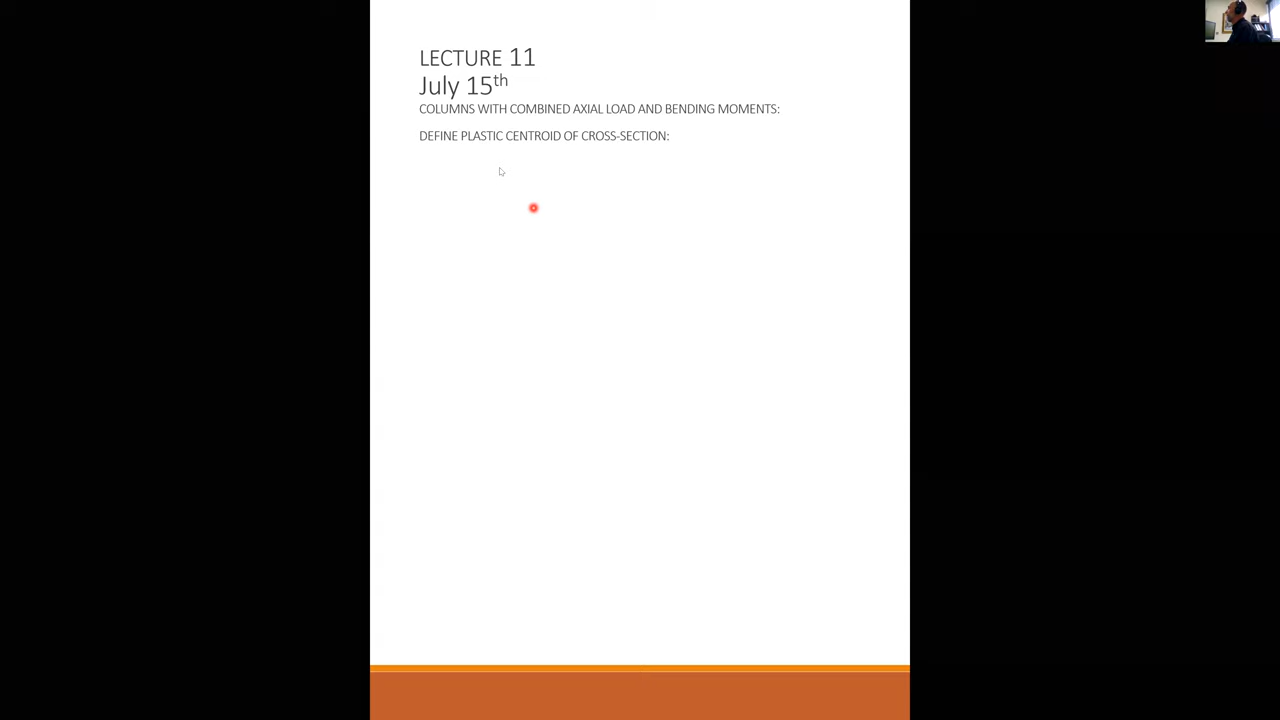 LECTURE 11
July 15th
COLUMNS WITH COMBINED AXIAL LOAD AND BENDING MOMENTS:
DEFINE PLASTIC CENTROID OF CROSS-SECTION: